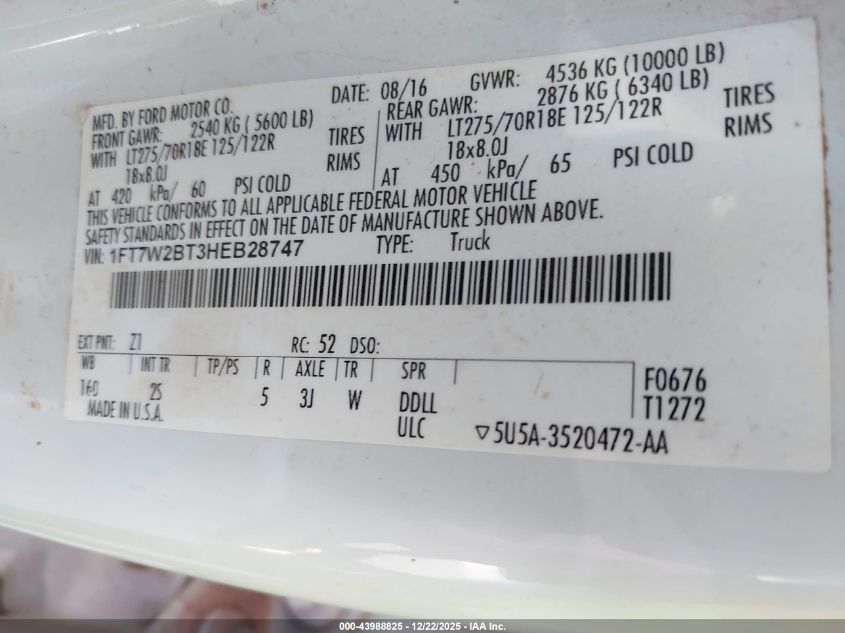 MFD. BY FORD MOTOR CO. DATE: 08/16 GVWR: 4536 KG (10000 LB)
FRONT GAWR: 2540 KG ( 5600 LB) REAR GAWR: 2876 KG ( 6340 LB)
WITH LT275/70R18E 125/122R TIRES WITH LT275/70R18E 125/122R TIRES
18x8.0J RIMS 18x8.0J RIMS
AT 420 kPa/ 60 PSI COLD AT 450 kPa/ 65 PSI COLD
THIS VEHICLE CONFORMS TO ALL APPLICABLE FEDERAL MOTOR VEHICLE
SAFETY STANDARDS IN EFFECT ON THE DATE OF MANUFACTURE SHOWN ABOVE.
VIN: 1FT7W2BT3HEB28747 TYPE: Truck
EXT PNT: Z1 RC: 52 DSO:
WB INT TR TP/PS R AXLE TR SPR F0676
160 2S 5 3J W DDLL T1272
MADE IN U.S.A. ULC ▽5U5A-3520472-AA
000-43988825 - 12/22/2025 - IAA Inc.